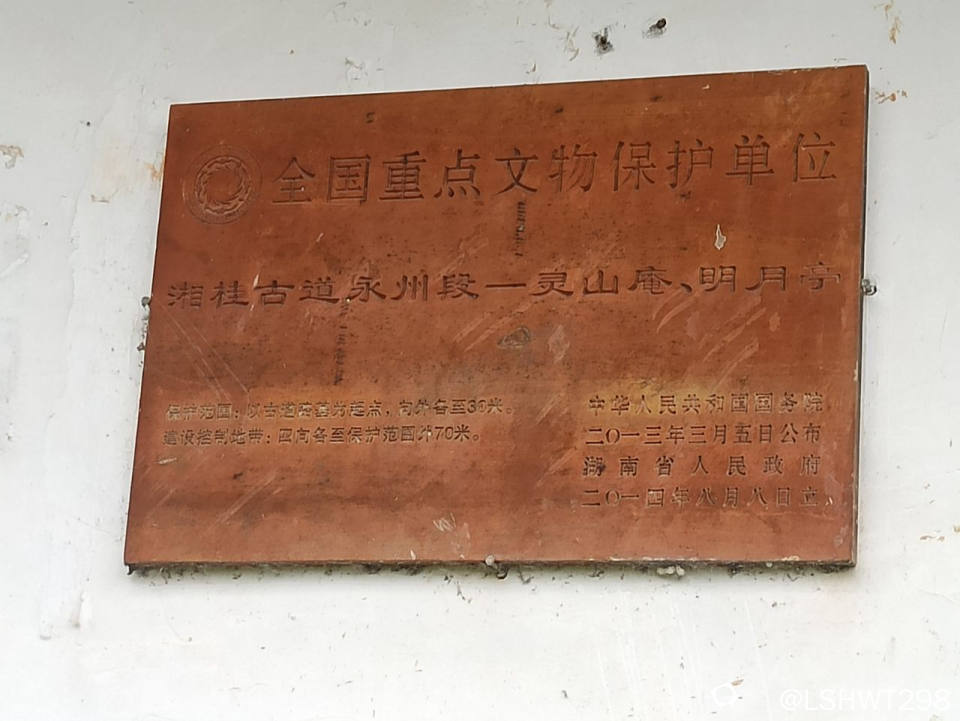 全国重点文物保护单位
湘桂古道永州段—灵山庵、明月亭
保护范围：以古道路基为起点，向外各至30米。
建设控制地带：四向各至保护范围外70米。
中华人民共和国国务院
二〇一三年三月五日公布
湖南省人民政府
二〇一四年八月八日立
@LSHWT298